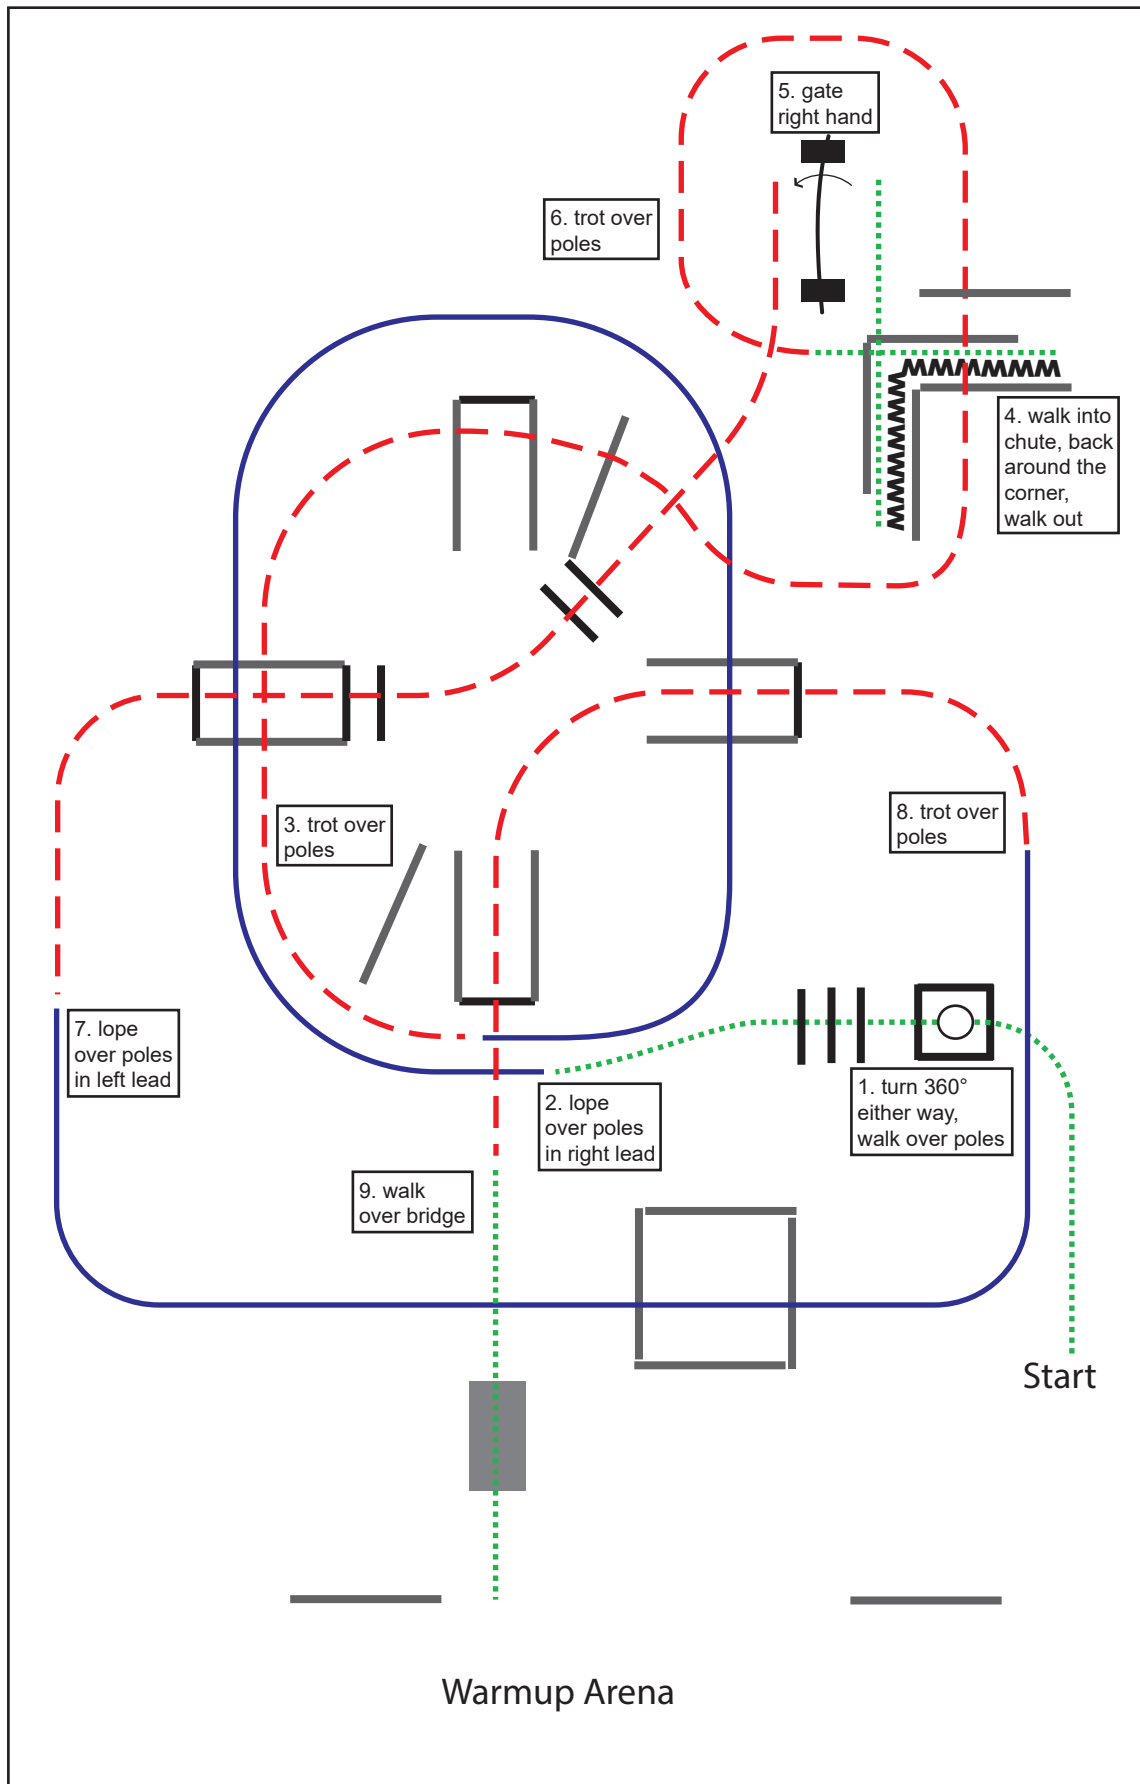 5. gate
right hand
6. trot over
poles
4. walk into
chute, back
around the
corner,
walk out
3. trot over
poles
8. trot over
poles
7. lope
over poles
in left lead
2. lope
over poles
in right lead
1. turn 360°
either way,
walk over poles
9. walk
over bridge
Start
Warmup Arena